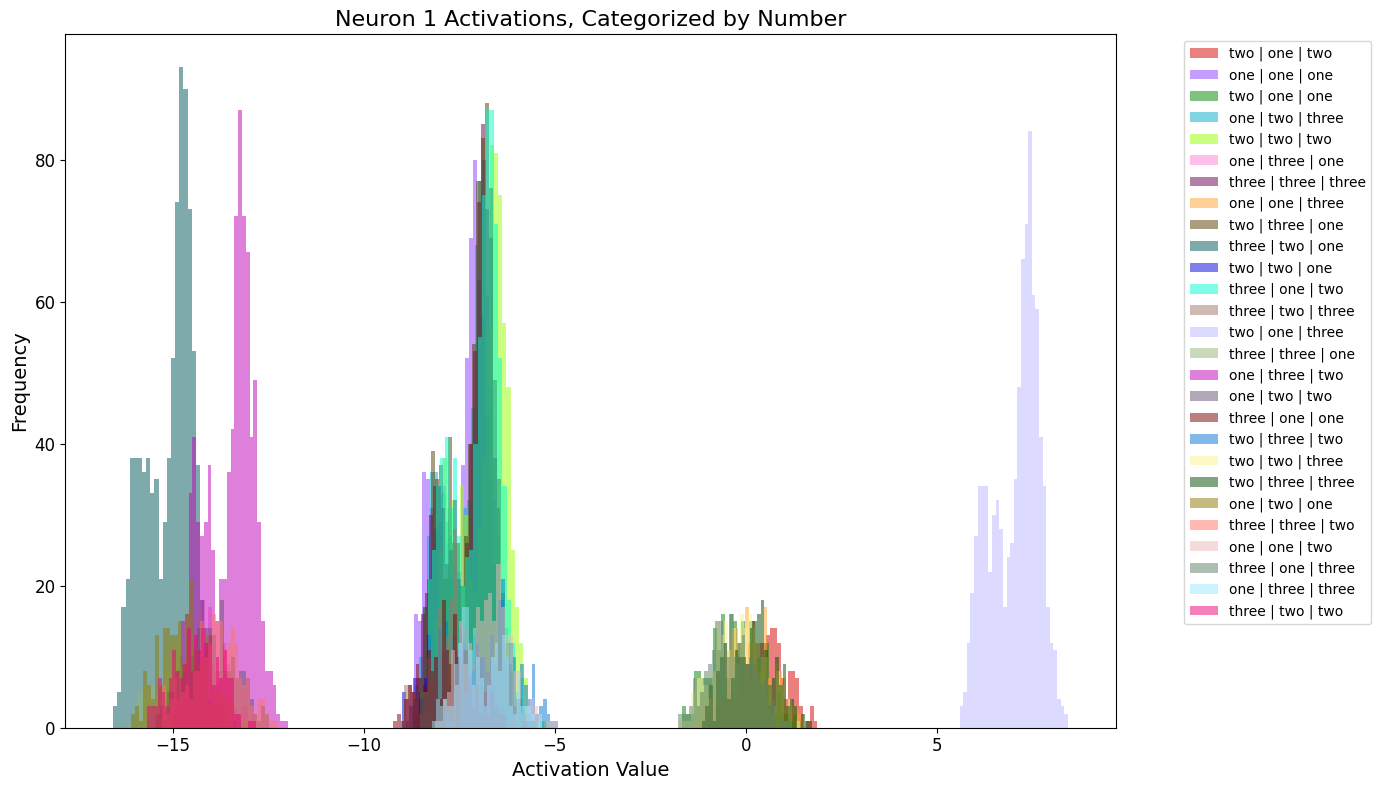 Neuron 1 Activations, Categorized by Number
80
60
40
20
0
Frequency
−15
−10
−5
0
5
Activation Value
two | one | two
one | one | one
two | one | one
one | two | three
two | two | two
one | three | one
three | three | three
one | one | three
two | three | one
three | two | one
two | two | one
three | one | two
three | two | three
two | one | three
three | three | one
one | three | two
one | two | two
three | one | one
two | three | two
two | two | three
two | three | three
one | two | one
three | three | two
one | one | two
three | one | three
one | three | three
three | two | two